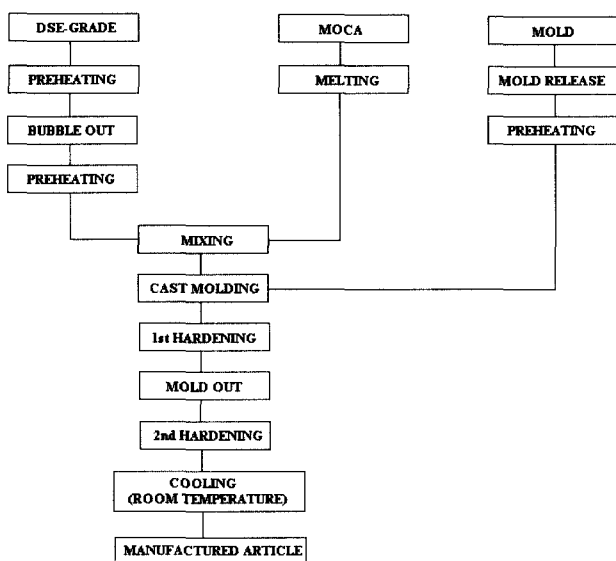 DSE-GRADE
MOCA
MOLD
PREHEATING
MELTING
MOLD RELEASE
BUBBLE OUT
PREHEATING
PREHEATING
MIXING
CAST MOLDING
1st HARDENING
MOLD OUT
2nd HARDENING
COOLING
(ROOM TEMPERATURE)
MANUFACTURED ARTICLE